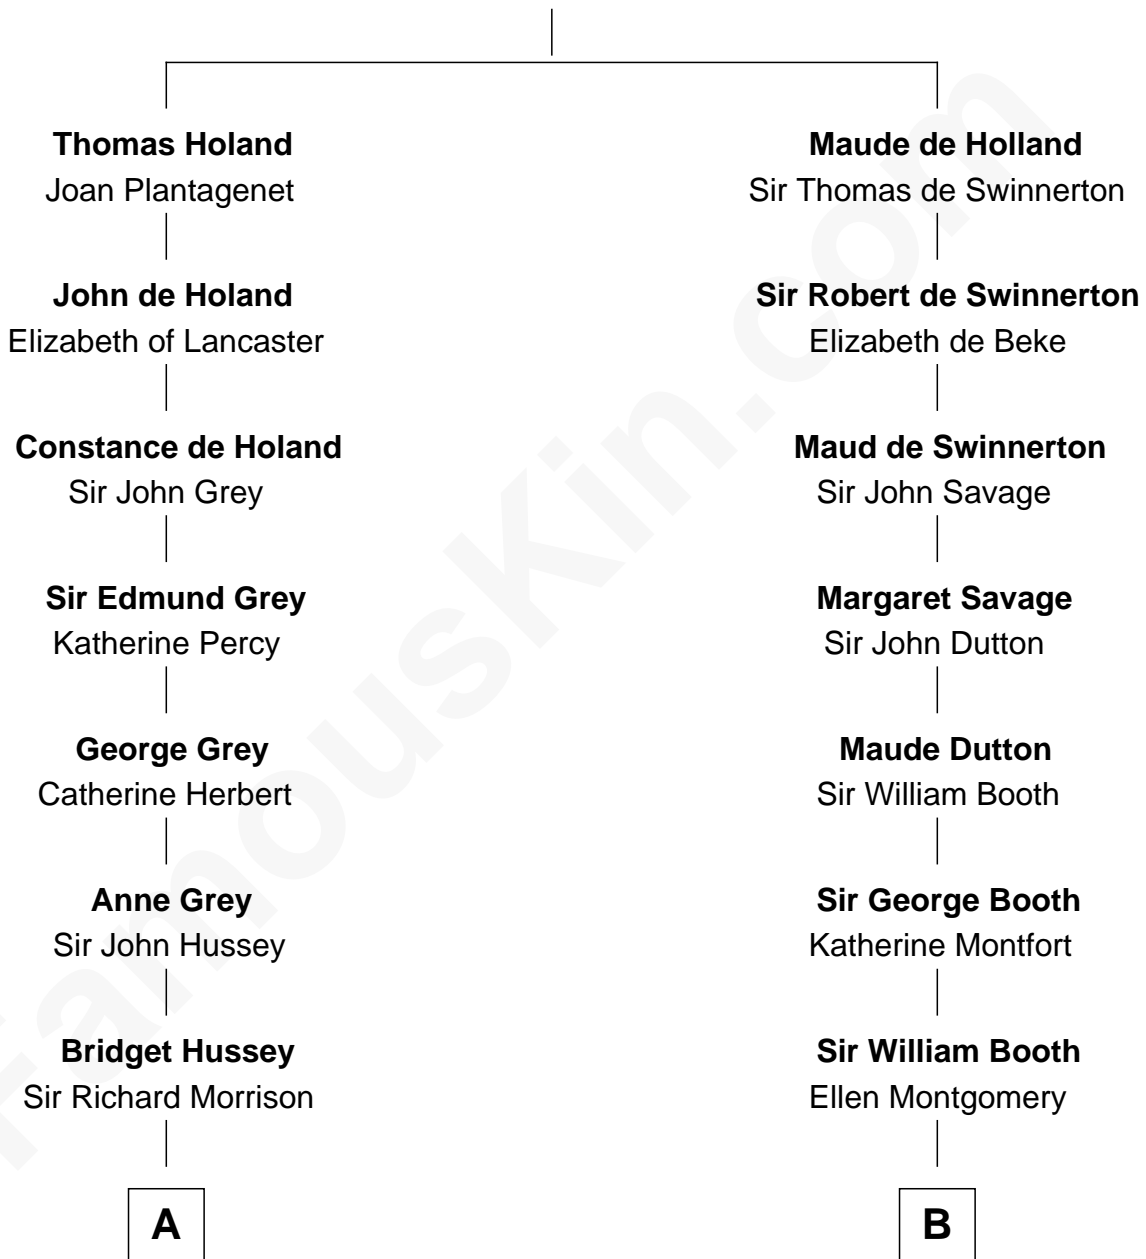 Thomas Holand
Joan Plantagenet
John de Holand
Elizabeth of Lancaster
Constance de Holand
Sir John Grey
Sir Edmund Grey
Katherine Percy
George Grey
Catherine Herbert
Anne Grey
Sir John Hussey
Bridget Hussey
Sir Richard Morrison
A
Maude de Holland
Sir Thomas de Swinnerton
Sir Robert de Swinnerton
Elizabeth de Beke
Maud de Swinnerton
Sir John Savage
Margaret Savage
Sir John Dutton
Maude Dutton
Sir William Booth
Sir George Booth
Katherine Montfort
Sir William Booth
Ellen Montgomery
B
FamousKin.com